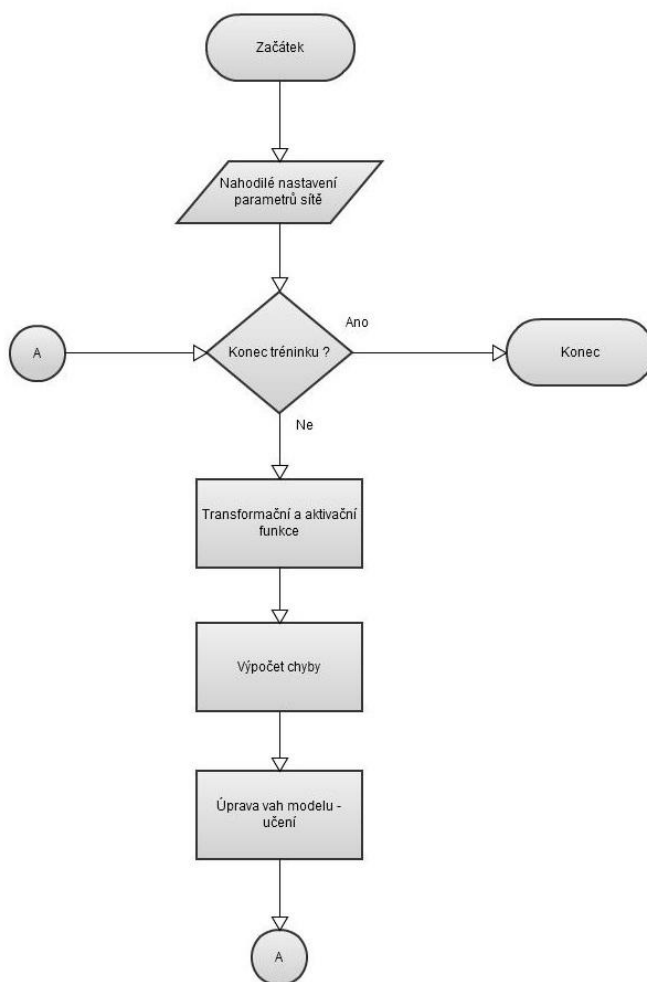 Začátek
Nahodilé nastavení
parametrů sítě
Ano
A
Konec tréninku ?
Konec
Ne
Transformační a aktivační
funkce
Výpočet chyby
Úprava vah modelu -
učení
A